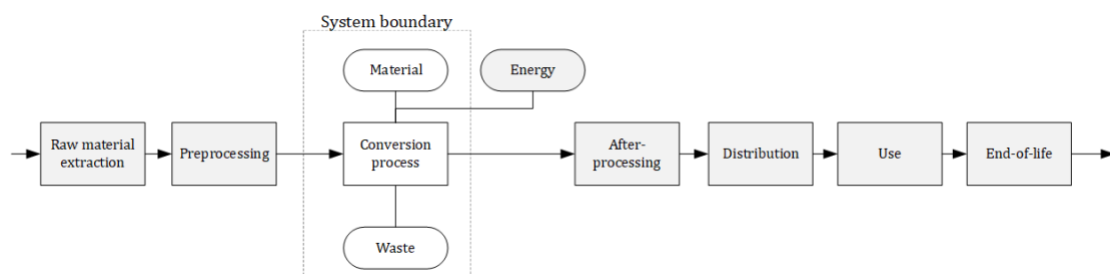 System boundary
Material
Energy
Raw material
extraction
Preprocessing
Conversion
process
After-
processing
Distribution
Use
End-of-life
Waste